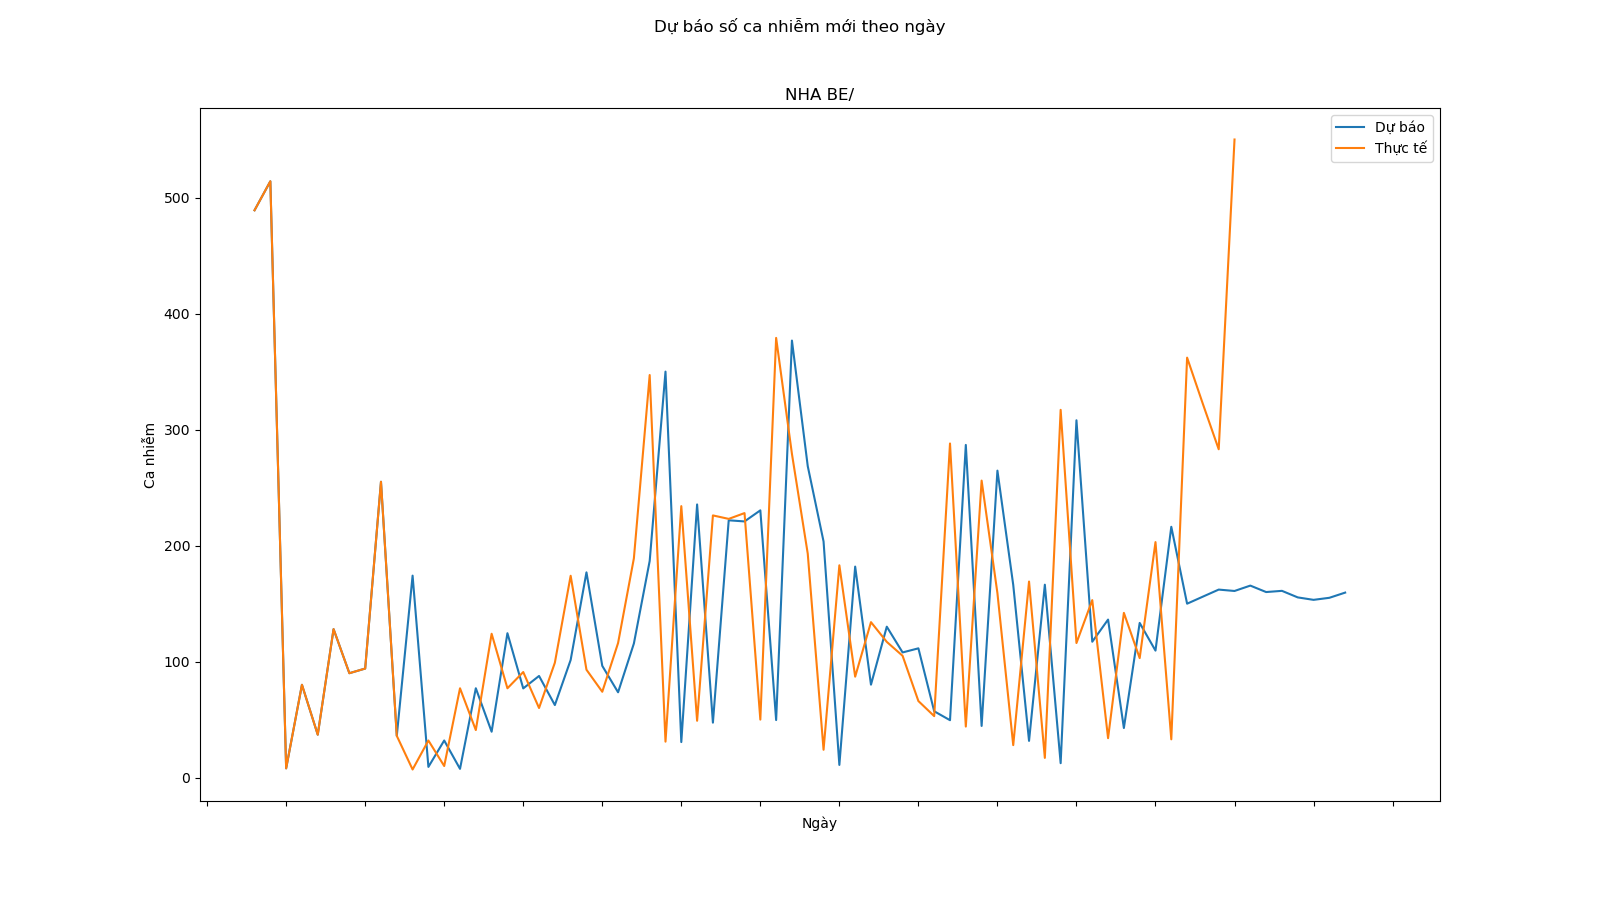 Dự báo số ca nhiễm mới theo ngày
NHA BE/
Dự báo
Thực tế
500
400
300
200
100
0
Ca nhiễm
Ngày